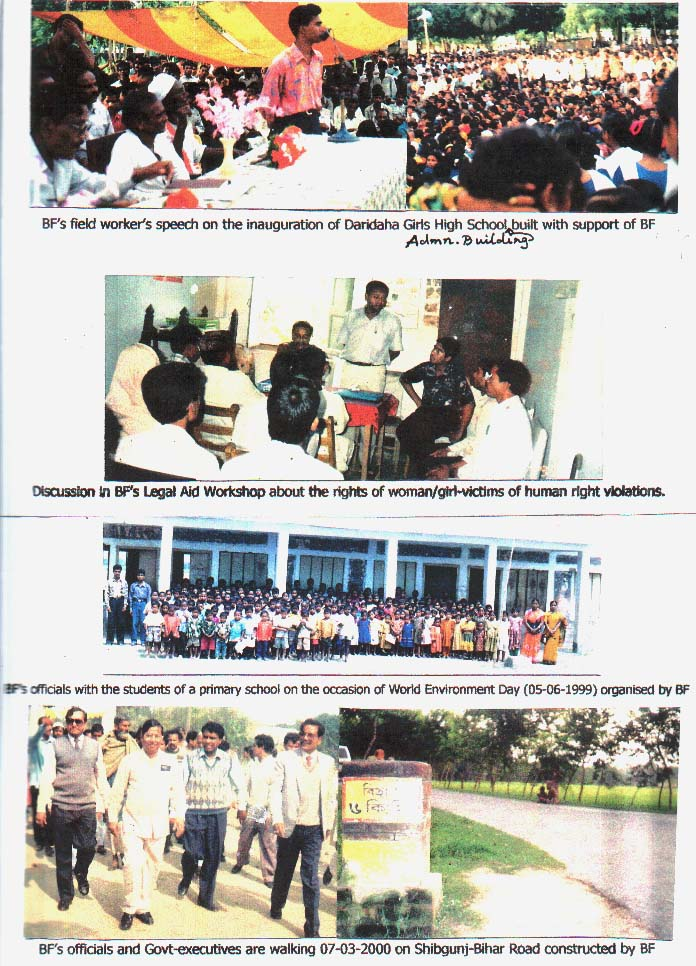 BF's field worker's speech on the inauguration of Daridaha Girls High School built with support of BF
Admn. Building
Discussion in BF's Legal Aid Workshop about the rights of woman/girl-victims of human right violations.
BF's officials with the students of a primary school on the occasion of World Environment Day (05-06-1999) organised by BF
বিহার
৬ কিঃমিঃ
BF's officials and Govt-executives are walking 07-03-2000 on Shibgunj-Bihar Road constructed by BF